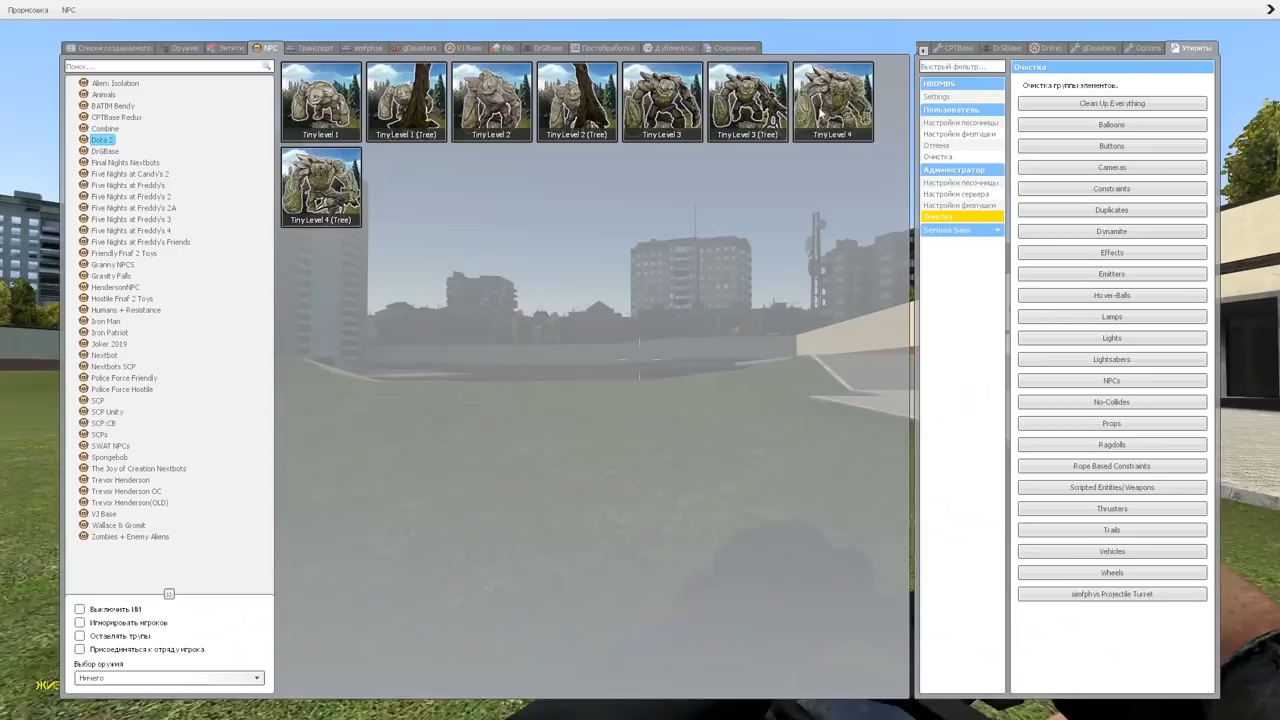 Прорисовка NPC
Списки создаваемого Оружие Энтити NPC Транспорт simfphys gDisasters VJ Base Pills DrGBase Постобработка Дубликаты Сохранения
Поиск...
Alien: Isolation
Animals
BATIM Bendy
CPTBase Redux
Combine
Dota 2
DrGBase
Final Nights Nextbots
Five Nights at Candy's 2
Five Nights at Freddy's
Five Nights at Freddy's 2
Five Nights at Freddy's 2A
Five Nights at Freddy's 3
Five Nights at Freddy's 4
Five Nights at Freddys Friends
Friendly Fnaf 2 Toys
Granny NPCS
Gravity Falls
HendersonNPC
Hostile Fnaf 2 Toys
Humans + Resistance
Iron Man
Iron Patriot
Joker 2019
Nextbot
Nextbots SCP
Police Force Friendly
Police Force Hostile
SCP
SCP Unity
SCP:CB
SCPs
SWAT NPCs
Spongebob
The Joy of Creation Nextbots
Trevor Henderson
Trevor Henderson OC
Trevor Henderson(OLD)
VJ Base
Wallace & Gromit
Zombies + Enemy Aliens
Выключить ИИ
Игнорировать игроков
Оставлять трупы
Присоединяться к отряду игрока
Выбор оружия
Ничего
Tiny level 1 Tiny Level 1 (Tree) Tiny Level 2 Tiny Level 2 (Tree) Tiny Level 3 Tiny Level 3 (Tree) Tiny Level 4
Tiny Level 4 (Tree)
CPTBase DrGBase gDisasters Options Утилиты
Быстрый фильтр...
HBOMBS
Settings
Пользователь
Настройки песочницы
Настройки физпушки
Отмена
Очистка
Администратор
Настройки песочницы
Настройки сервера
Настройки физпушки
Очистка
Serious Sam
Очистка
Очистка группы элементов.
Clean Up Everything
Balloons
Buttons
Cameras
Constraints
Duplicates
Dynamite
Effects
Emitters
Hover-Balls
Lamps
Lights
Lightsabers
NPCs
No-Collides
Props
Ragdolls
Rope Based Constraints
Scripted Entities/Weapons
Thrusters
Trails
Vehicles
Wheels
simfphys Projectile Turret